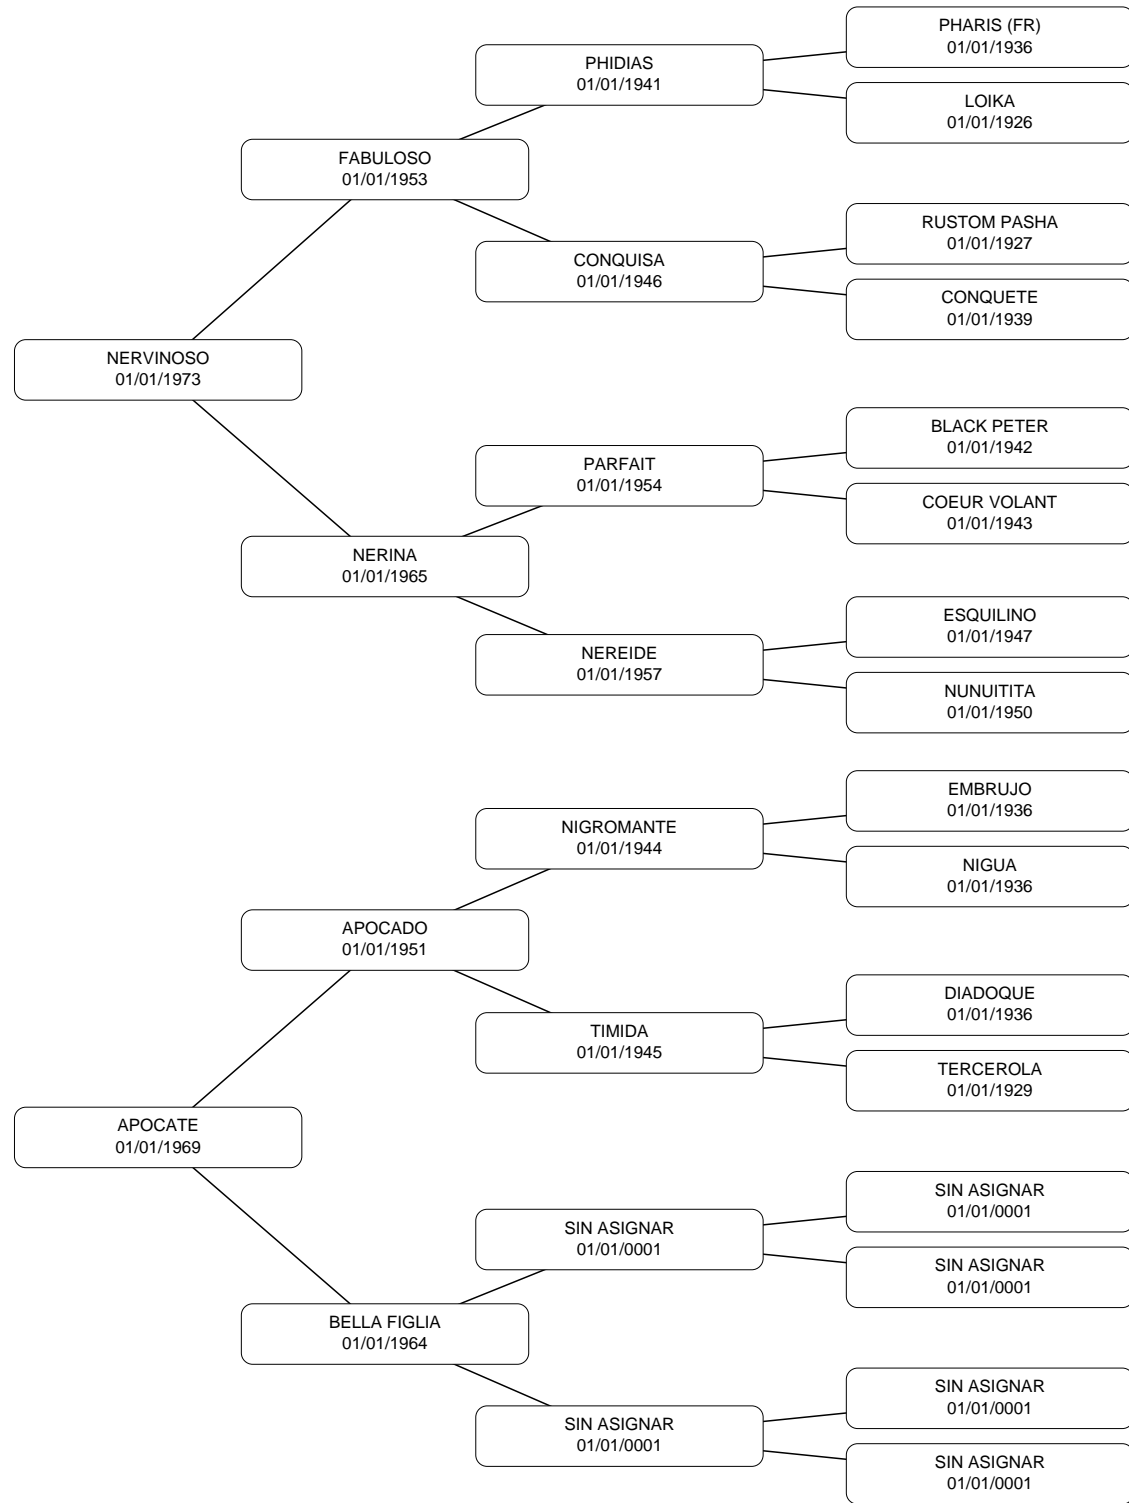 PHARIS (FR)
01/01/1936
PHIDIAS
01/01/1941
LOIKA
01/01/1926
FABULOSO
01/01/1953
RUSTOM PASHA
01/01/1927
CONQUISA
01/01/1946
CONQUETE
01/01/1939
NERVINOSO
01/01/1973
BLACK PETER
01/01/1942
PARFAIT
01/01/1954
COEUR VOLANT
01/01/1943
NERINA
01/01/1965
ESQUILINO
01/01/1947
NEREIDE
01/01/1957
NUNUITITA
01/01/1950
EMBRUJO
01/01/1936
NIGROMANTE
01/01/1944
NIGUA
01/01/1936
APOCADO
01/01/1951
DIADOQUE
01/01/1936
TIMIDA
01/01/1945
TERCEROLA
01/01/1929
APOCATE
01/01/1969
SIN ASIGNAR
01/01/0001
SIN ASIGNAR
01/01/0001
SIN ASIGNAR
01/01/0001
BELLA FIGLIA
01/01/1964
SIN ASIGNAR
01/01/0001
SIN ASIGNAR
01/01/0001
SIN ASIGNAR
01/01/0001